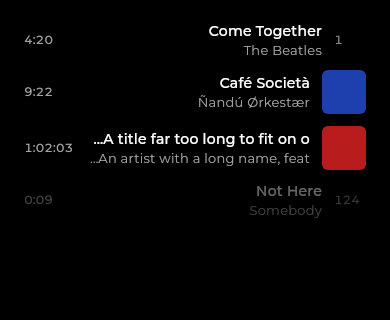 Come Together 1
The Beatles
4:20
Café Società
Ñandú Ørkestær
9:22
...A title far too long to fit on o
...An artist with a long name, feat
1:02:03
Not Here 124
Somebody
0:09